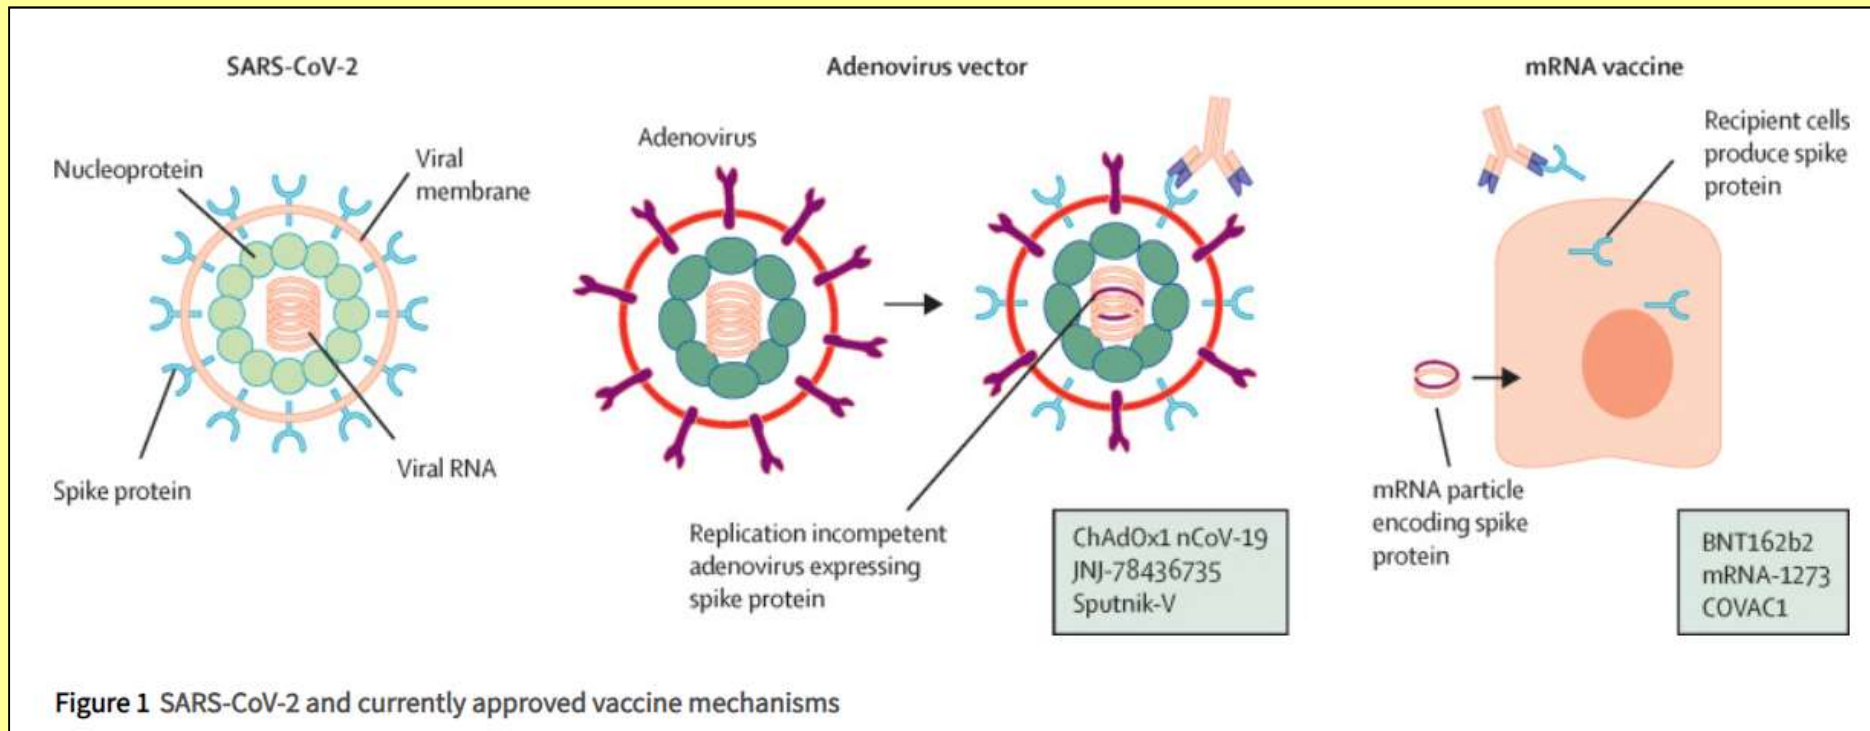 SARS-CoV-2
Nucleoprotein
Viral
membrane
Spike protein
Viral RNA
Adenovirus vector
Adenovirus
Replication incompetent
adenovirus expressing
spike protein
ChAdOx1 nCoV-19
JNJ-78436735
Sputnik-V
mRNA vaccine
Recipient cells
produce spike
protein
mRNA particle
encoding spike
protein
BNT162b2
mRNA-1273
COVAC1
Figure 1 SARS-CoV-2 and currently approved vaccine mechanisms